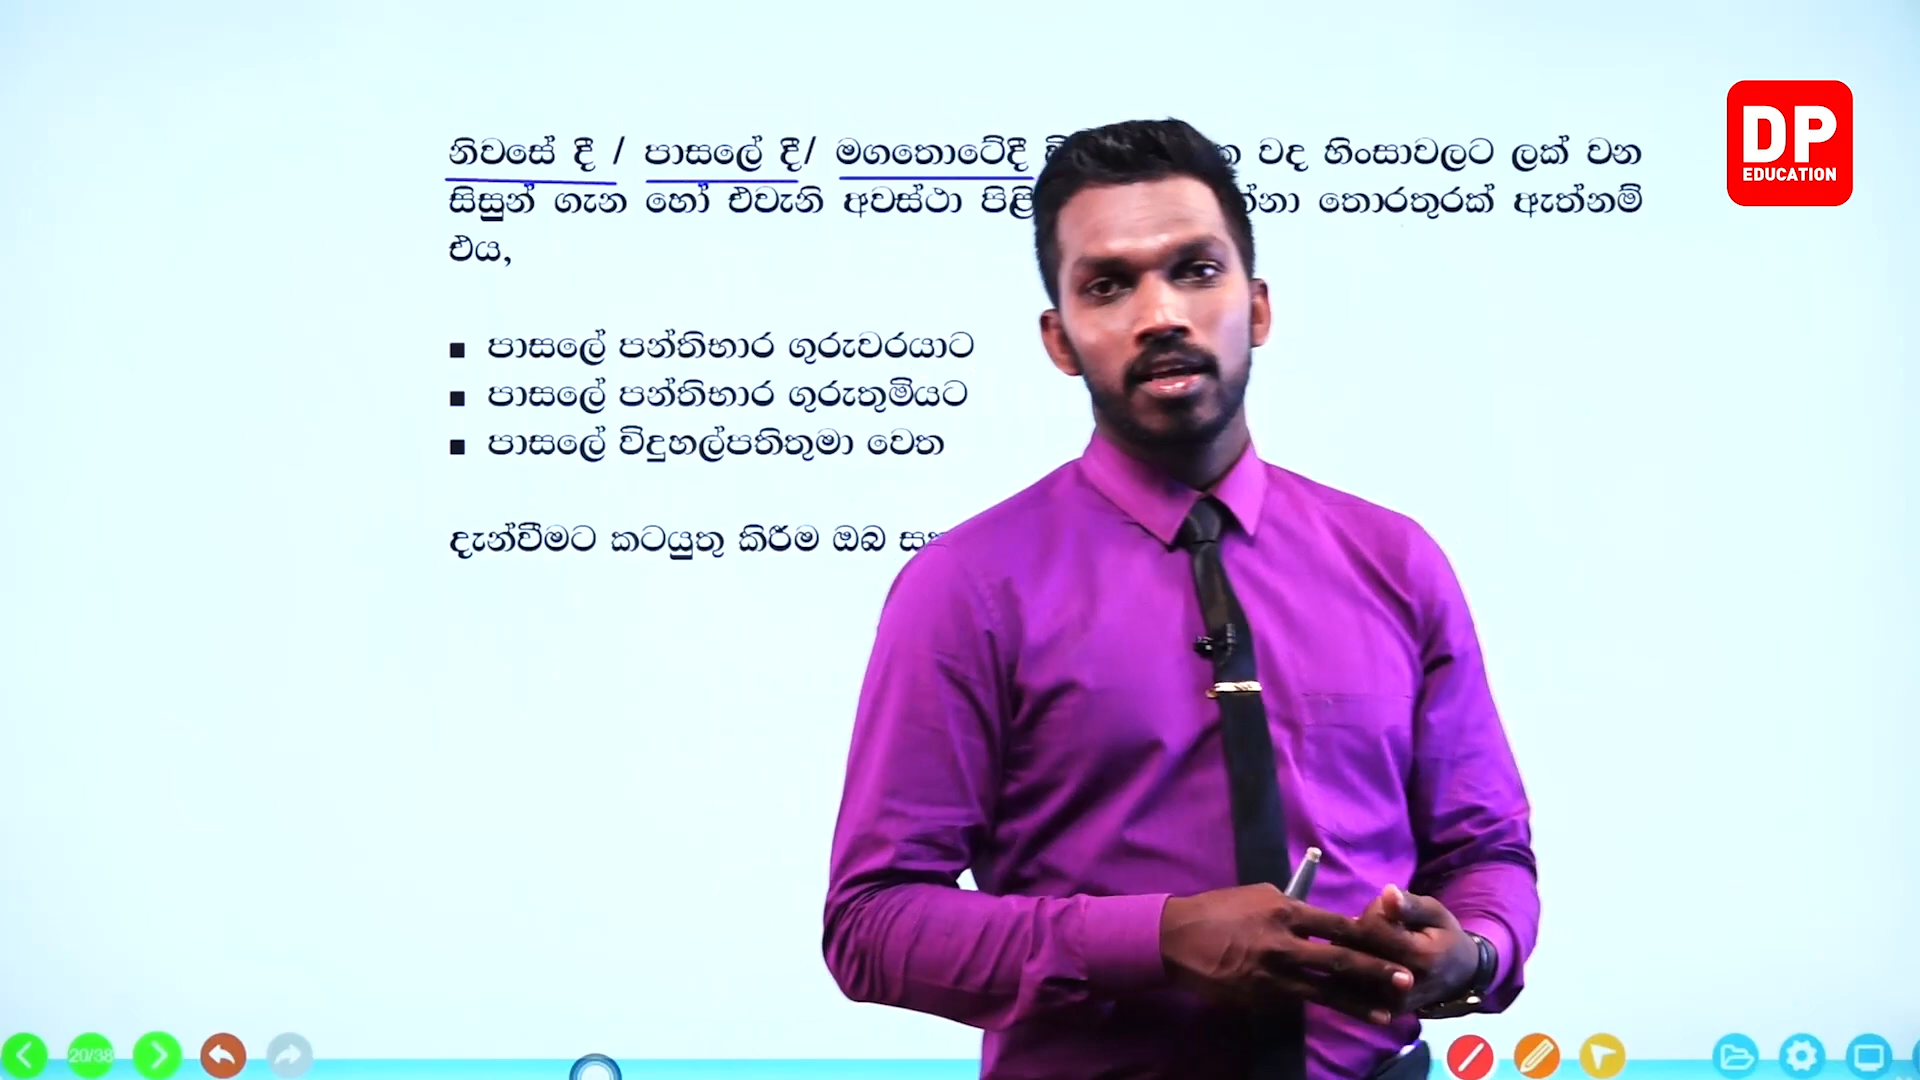 නිවසේ දී / පාසලේ දී/ මගතොටේදී වද හිංසාවලට ලක් වන
සිසුන් ගැන හෝ එවැනි අවස්ථා තොරතුරක් ඇත්නම්
එය,
▪ පාසලේ පන්තිභාර ගුරුවරයාට
▪ පාසලේ පන්තිභාර ගුරුතුමියට
▪ පාසලේ විදුහල්පතිතුමා වෙත
දැන්වීමට කටයුතු කිරීම ඔබ
DP
EDUCATION
20/38